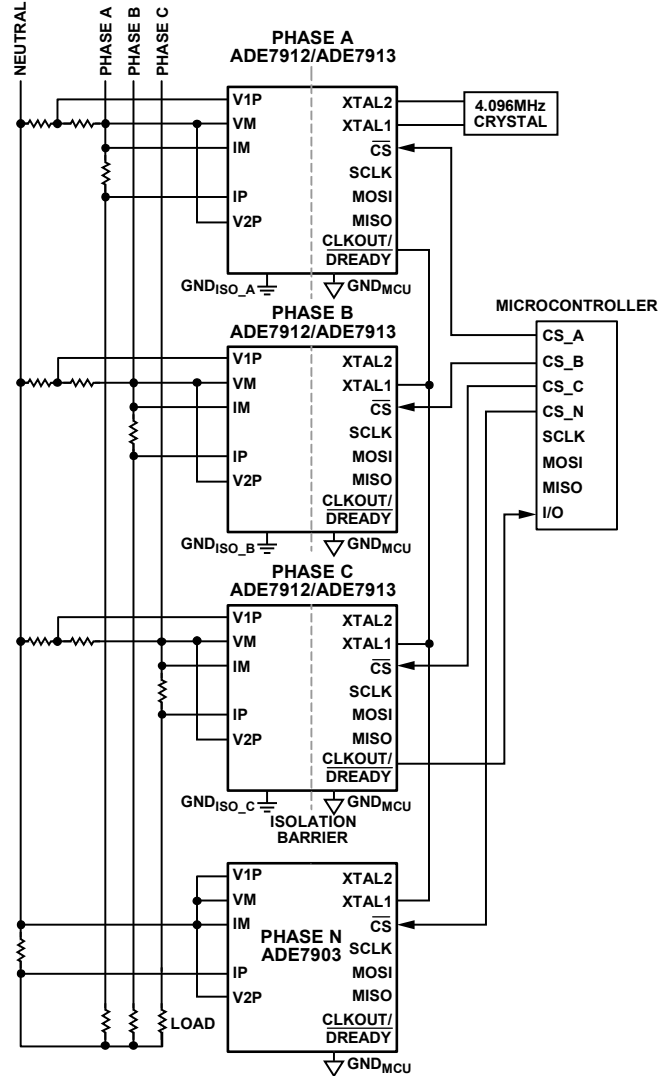 NEUTRAL
PHASE A
PHASE B
PHASE C
PHASE A
ADE7912/ADE7913
V1P
VM
IM
IP
V2P
XTAL2
XTAL1
CS
SCLK
MOSI
MISO
CLKOUT/
DREADY
4.096MHz
CRYSTAL
GNDISO_A
GNDMCU
MICROCONTROLLER
CS_A
CS_B
CS_C
CS_N
SCLK
MOSI
MISO
I/O
PHASE B
ADE7912/ADE7913
V1P
VM
IM
IP
V2P
XTAL2
XTAL1
CS
SCLK
MOSI
MISO
CLKOUT/
DREADY
GNDISO_B
GNDMCU
PHASE C
ADE7912/ADE7913
V1P
VM
IM
IP
V2P
XTAL2
XTAL1
CS
SCLK
MOSI
MISO
CLKOUT/
DREADY
GNDISO_C
GNDMCU
ISOLATION
BARRIER
V1P
VM
IM
IP
V2P
PHASE N
ADE7903
XTAL2
XTAL1
CS
SCLK
MOSI
MISO
CLKOUT/
DREADY
LOAD
GNDMCU